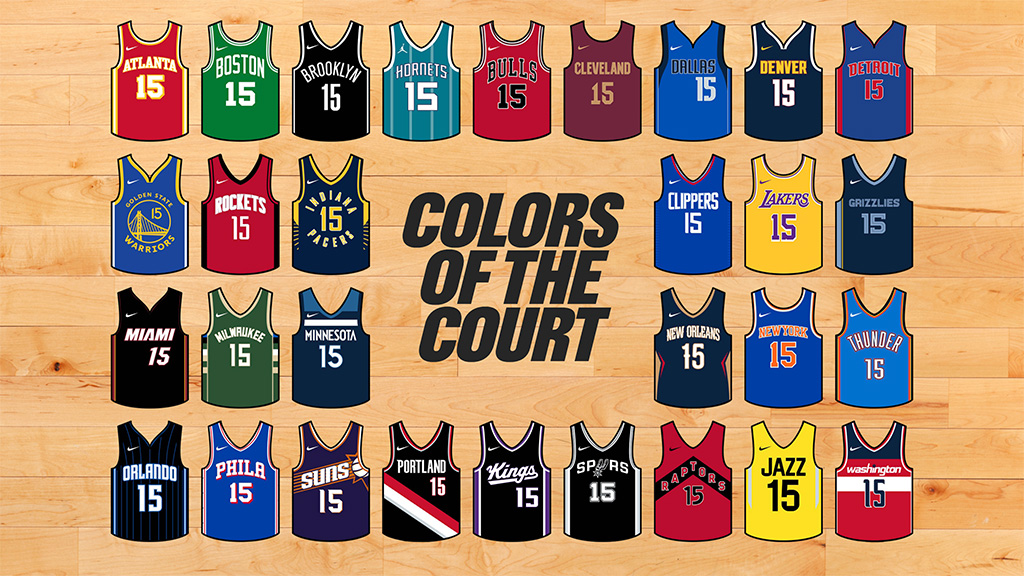 ATLANTA
15
BOSTON
15
BROOKLYN
15
HORNETS
15
BULLS
15
CLEVELAND
15
DALLAS
15
DENVER
15
DETROIT
15
GOLDEN STATE
15
WARRIORS
ROCKETS
15
INDIANA
15
PACERS
COLORS
OF THE
COURT
CLIPPERS
15
LAKERS
15
GRIZZLIES
15
MIAMI
15
MILWAUKEE
15
MINNESOTA
15
NEW ORLEANS
15
NEW YORK
15
THUNDER
15
ORLANDO
15
PHILA
15
SUNS
15
PORTLAND
15
Kings
15
SPURS
15
RAPTORS
15
JAZZ
15
washington
15